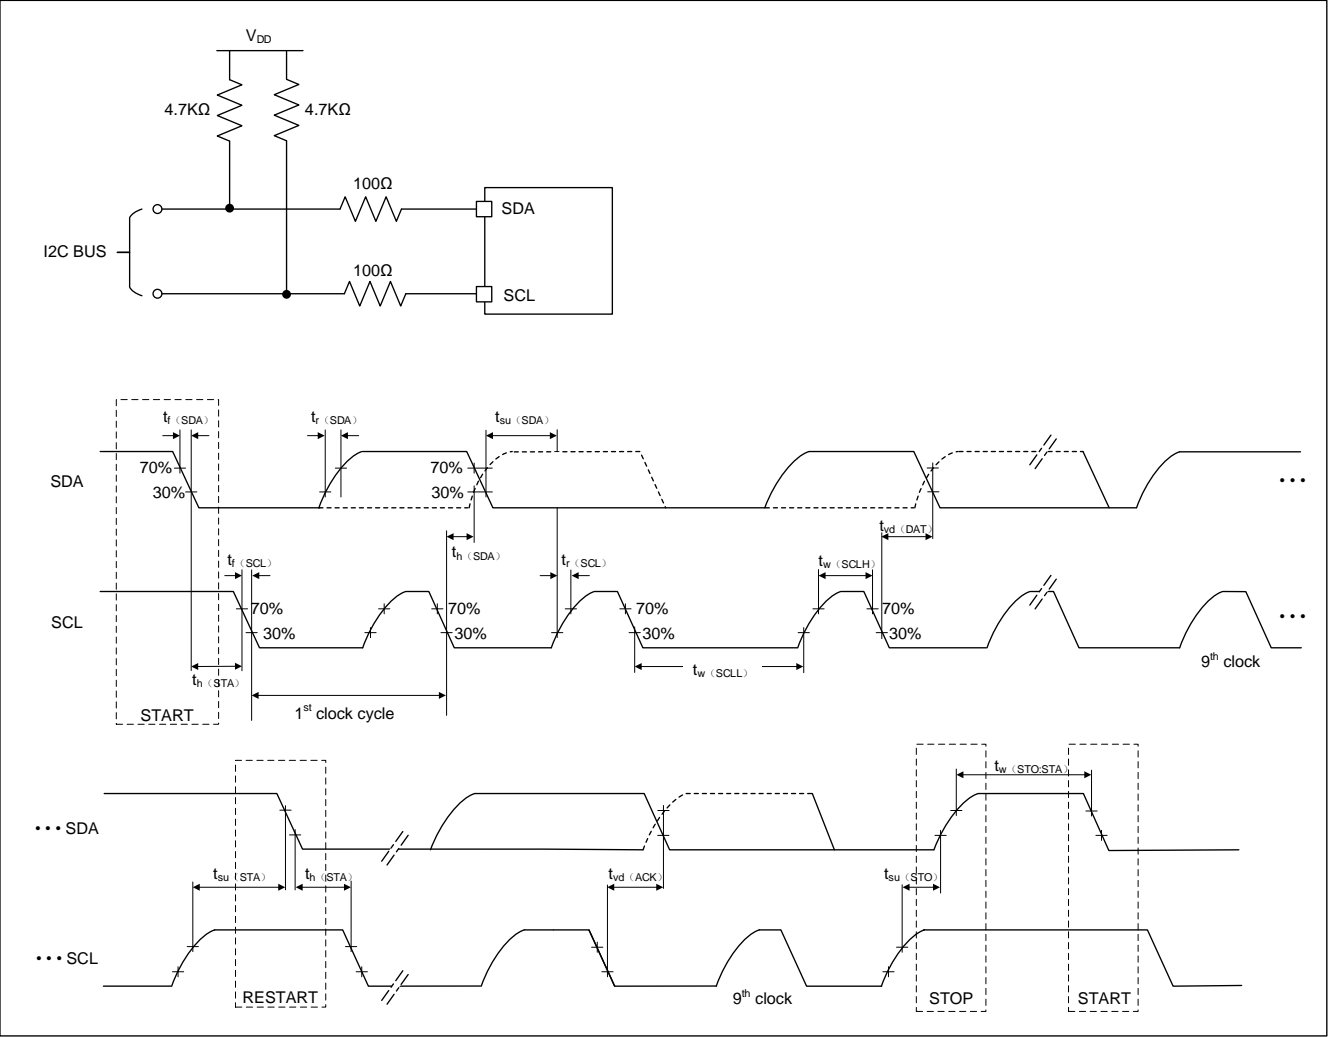 VDD
4.7KΩ 4.7KΩ
100Ω
SDA
I2C BUS
100Ω
SCL
tf（SDA） tr（SDA） tsu（SDA）
70% 70%
SDA 30% 30% •••
tvd（DAT）
th（SDA）
tf（SCL） tr（SCL） tw（SCLH）
70% 70% 70% 70%
SCL 30% 30% 30% 30% •••
9th clock
th（STA） tw（SCLL）
1st clock cycle
START
tw（STO:STA）
•••SDA
tsu（STA） th（STA） tvd（ACK） tsu（STO）
•••SCL
RESTART 9th clock STOP START